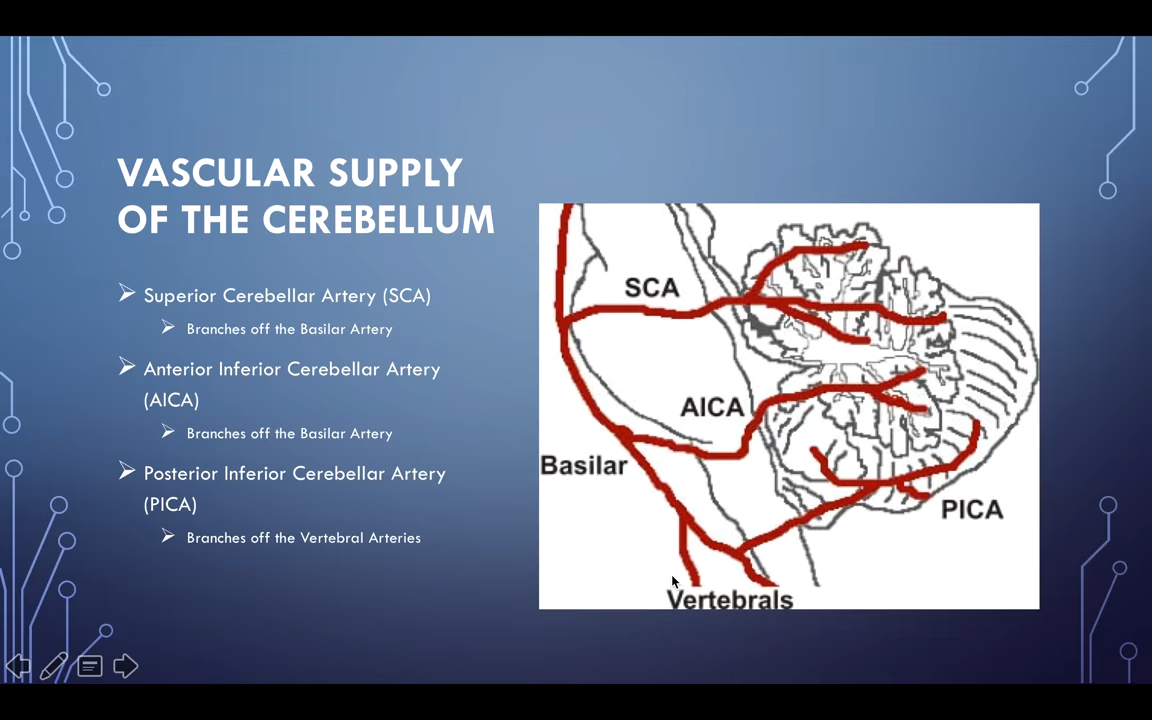 VASCULAR SUPPLY
OF THE CEREBELLUM
Superior Cerebellar Artery (SCA)
Branches off the Basilar Artery
Anterior Inferior Cerebellar Artery
(AICA)
Branches off the Basilar Artery
Posterior Inferior Cerebellar Artery
(PICA)
Branches off the Vertebral Arteries
SCA
AICA
Basilar
PICA
Vertebrals